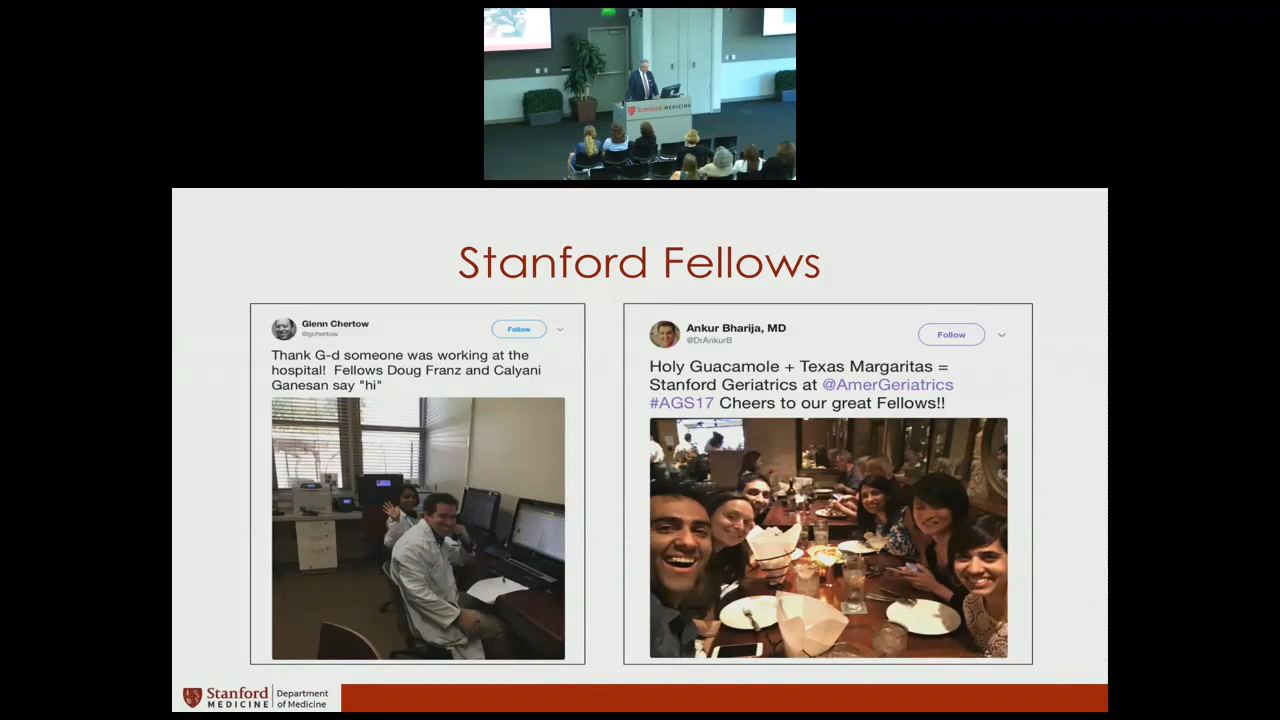 Stanford MEDICINE
Stanford Fellows
Glenn Chertow
@gchertow
Follow
Thank G-d someone was working at the
hospital! Fellows Doug Franz and Calyani
Ganesan say "hi"
Ankur Bharija, MD
@DrAnkurB
Follow
Holy Guacamole + Texas Margaritas =
Stanford Geriatrics at @AmerGeriatrics
#AGS17 Cheers to our great Fellows!!
Stanford
MEDICINE
Department
of Medicine